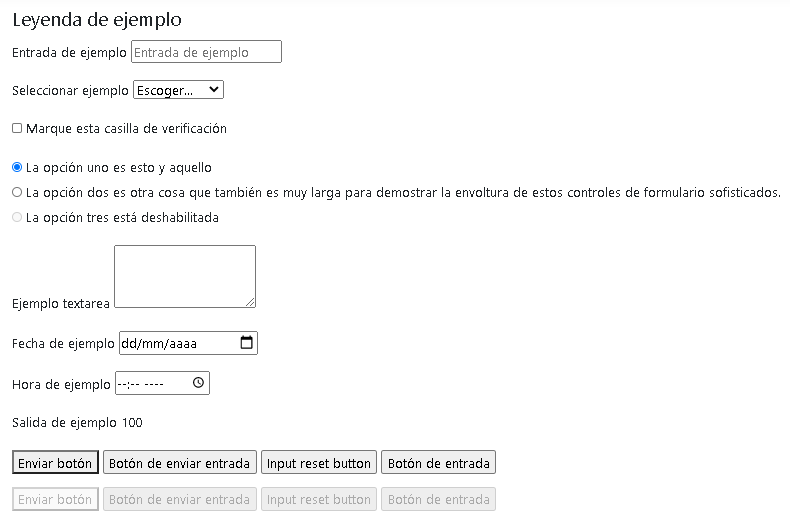 Leyenda de ejemplo
Entrada de ejemplo Entrada de ejemplo
Seleccionar ejemplo Escoger...
Marque esta casilla de verificación
La opción uno es esto y aquello
La opción dos es otra cosa que también es muy larga para demostrar la envoltura de estos controles de formulario sofisticados.
La opción tres está deshabilitada
Ejemplo textarea
Fecha de ejemplo dd/mm/aaaa
Hora de ejemplo --:-- ----
Salida de ejemplo 100
Enviar botón Botón de enviar entrada Input reset button Botón de entrada
Enviar botón Botón de enviar entrada Input reset button Botón de entrada